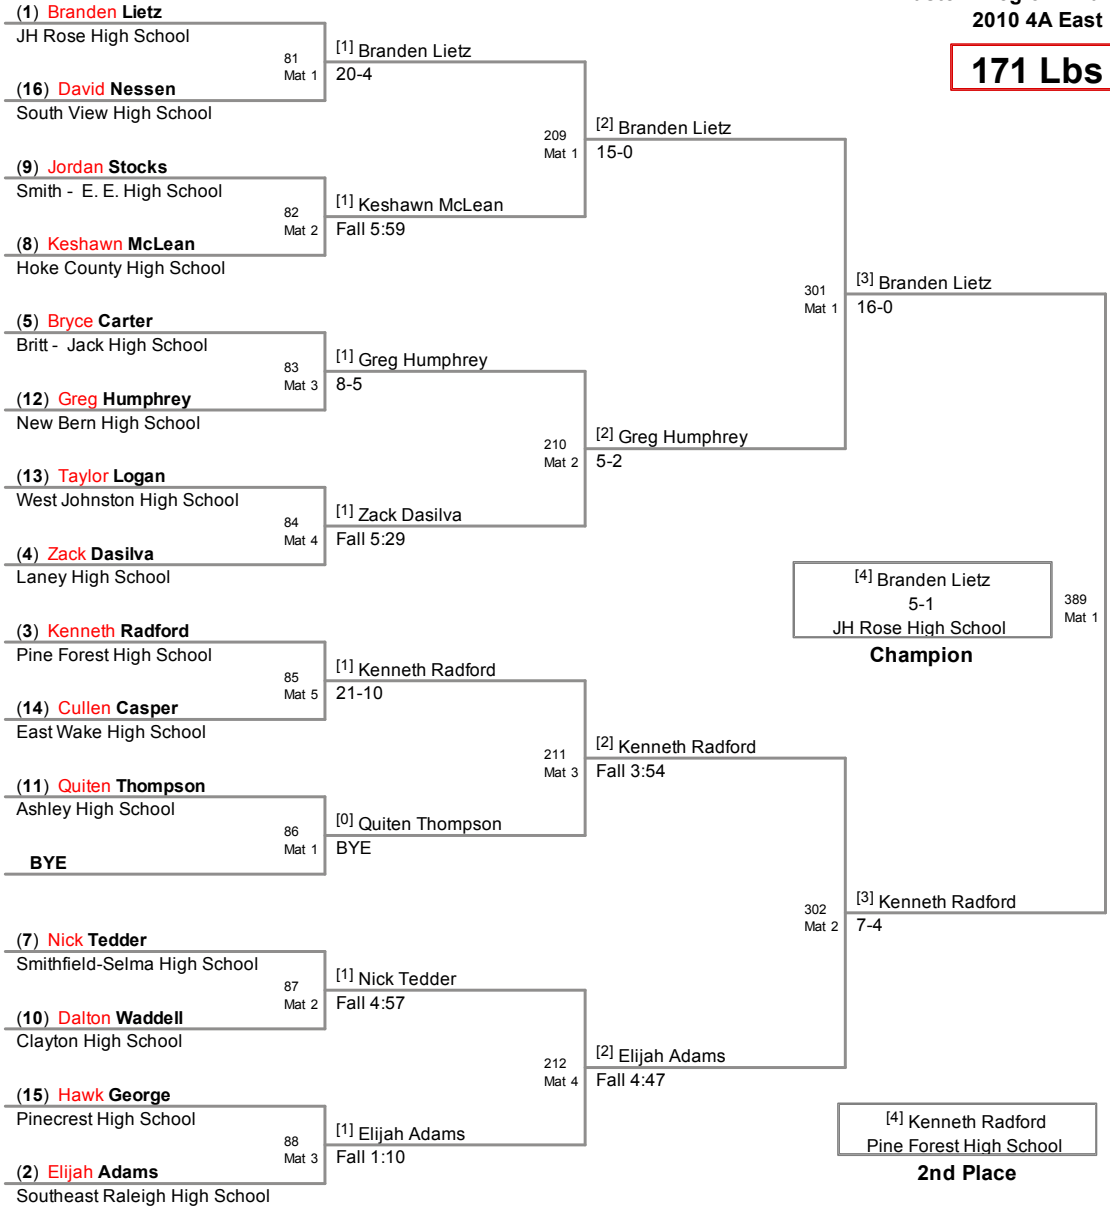 2010 4A East
171 Lbs
(1) Branden Lietz
JH Rose High School
81
Mat 1
[1] Branden Lietz
20-4
(16) David Nessen
South View High School
209
Mat 1
[2] Branden Lietz
15-0
(9) Jordan Stocks
Smith - E. E. High School
82
Mat 2
[1] Keshawn McLean
Fall 5:59
(8) Keshawn McLean
Hoke County High School
301
Mat 1
[3] Branden Lietz
16-0
(5) Bryce Carter
Britt - Jack High School
83
Mat 3
[1] Greg Humphrey
8-5
(12) Greg Humphrey
New Bern High School
210
Mat 2
[2] Greg Humphrey
5-2
(13) Taylor Logan
West Johnston High School
84
Mat 4
[1] Zack Dasilva
Fall 5:29
(4) Zack Dasilva
Laney High School
[4] Branden Lietz
5-1
JH Rose High School
Champion
389
Mat 1
(3) Kenneth Radford
Pine Forest High School
85
Mat 5
[1] Kenneth Radford
21-10
(14) Cullen Casper
East Wake High School
211
Mat 3
[2] Kenneth Radford
Fall 3:54
(11) Quiten Thompson
Ashley High School
86
Mat 1
[0] Quiten Thompson
BYE
BYE
302
Mat 2
[3] Kenneth Radford
7-4
(7) Nick Tedder
Smithfield-Selma High School
87
Mat 2
[1] Nick Tedder
Fall 4:57
(10) Dalton Waddell
Clayton High School
212
Mat 4
[2] Elijah Adams
Fall 4:47
(15) Hawk George
Pinecrest High School
88
Mat 3
[1] Elijah Adams
Fall 1:10
(2) Elijah Adams
Southeast Raleigh High School
[4] Kenneth Radford
Pine Forest High School
2nd Place